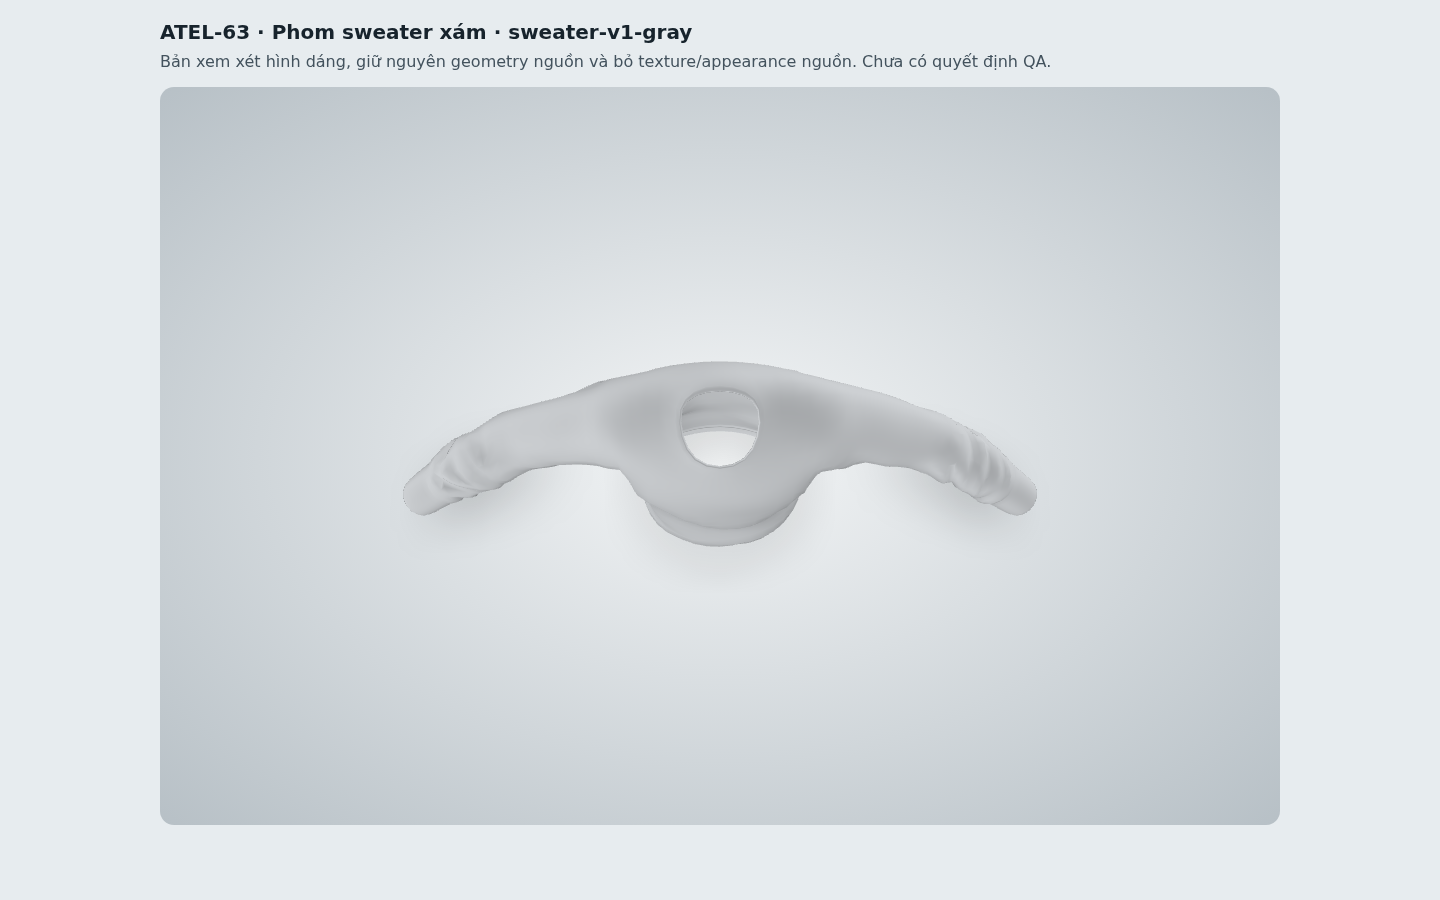 ATEL-63 · Phom sweater xám · sweater-v1-gray
Bản xem xét hình dáng, giữ nguyên geometry nguồn và bỏ texture/appearance nguồn. Chưa có quyết định QA.